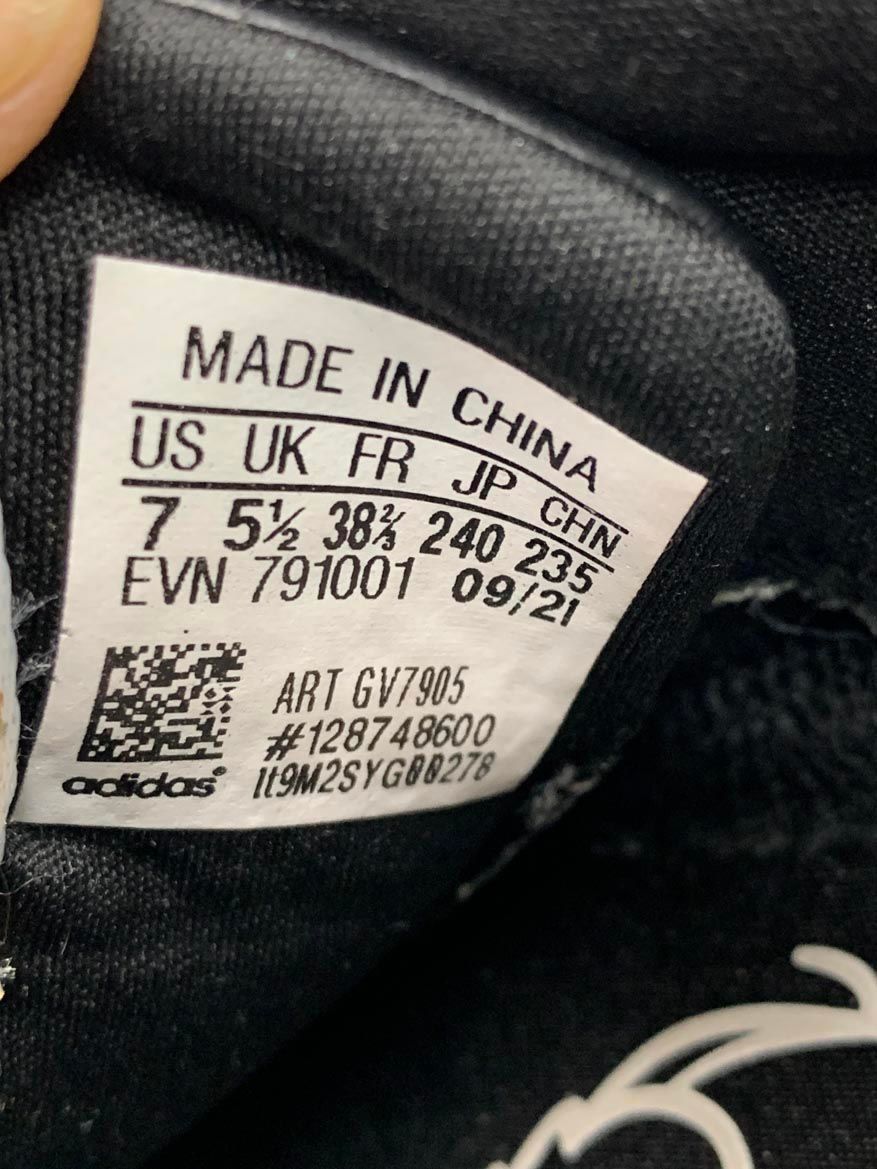 MADE IN CHINA
US UK FR JP CHN
7 5½ 38⅔ 240 235
EVN 791001 09/21
ART GV7905
#128748600
1t9M2SYG00278
adidas®